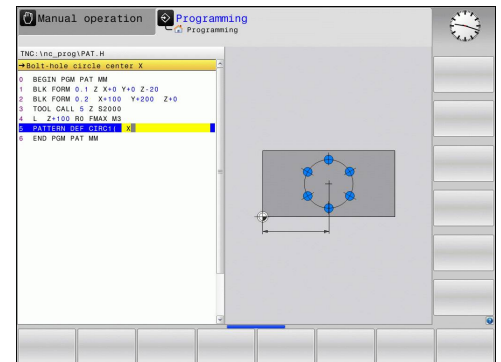 Manual operation
Programming
Programming
TNC:\nc_prog\PAT.H
→Bolt-hole circle center X
0 BEGIN PGM PAT MM
1 BLK FORM 0.1 Z X+0 Y+0 Z-20
2 BLK FORM 0.2 X+100 Y+200 Z+0
3 TOOL CALL 5 Z S2000
4 L Z+100 R0 FMAX M3
5 PATTERN DEF CIRC1( X
6 END PGM PAT MM